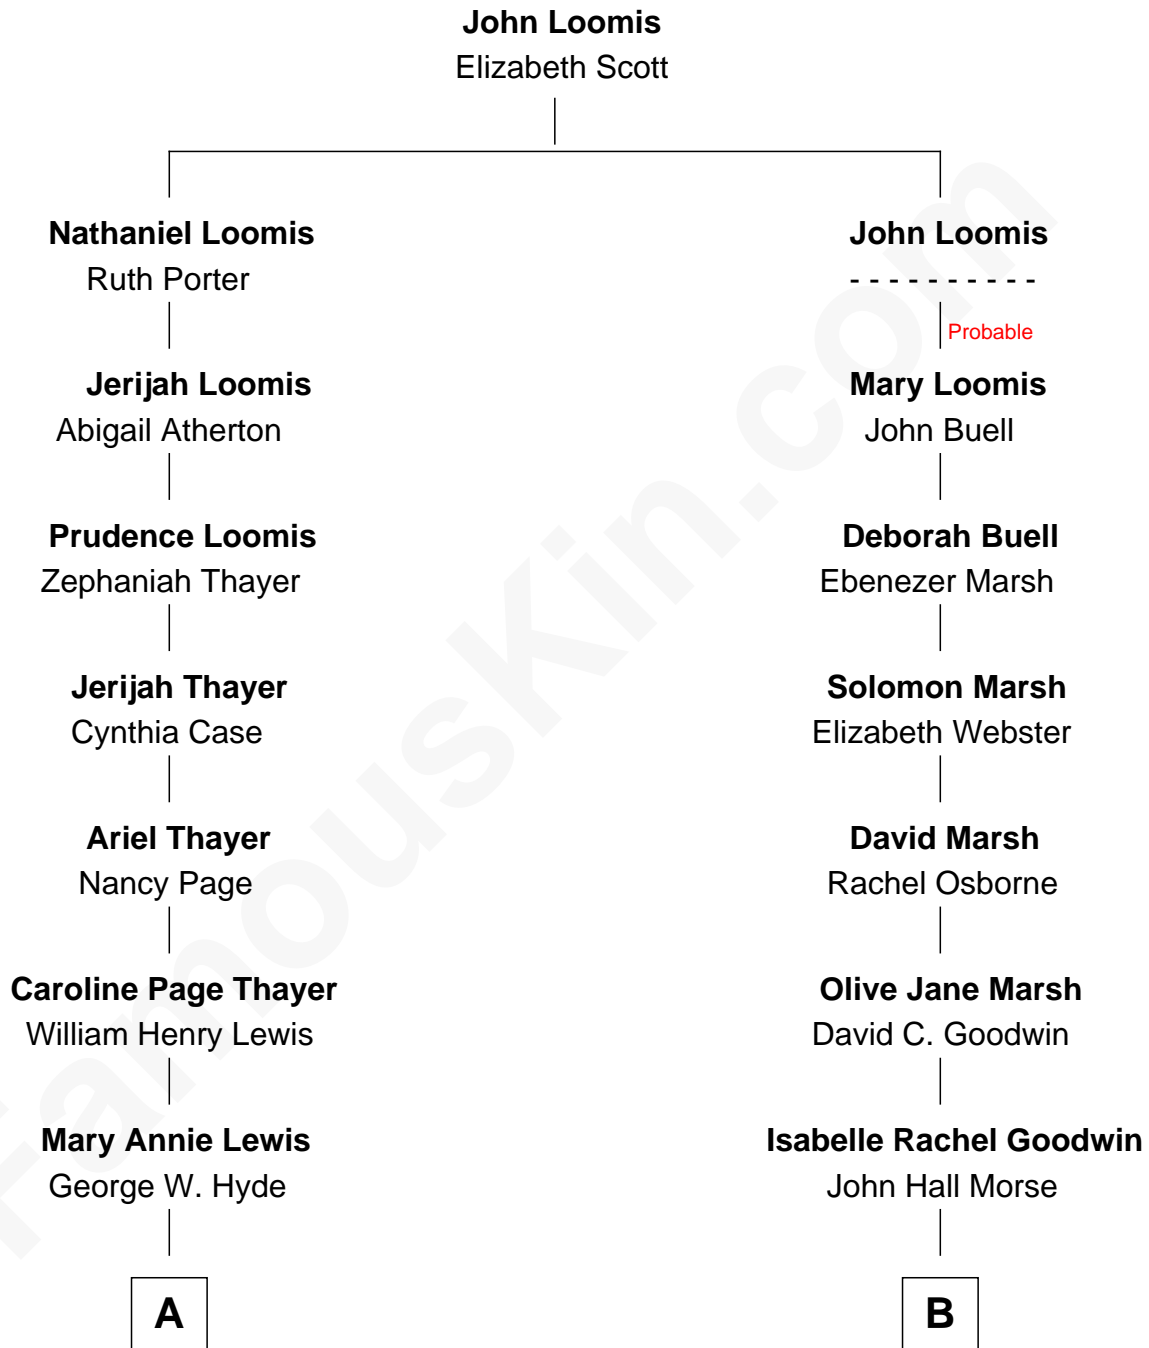 John Loomis
Elizabeth Scott
Nathaniel Loomis
Ruth Porter
Jerijah Loomis
Abigail Atherton
Prudence Loomis
Zephaniah Thayer
Jerijah Thayer
Cynthia Case
Ariel Thayer
Nancy Page
Caroline Page Thayer
William Henry Lewis
Mary Annie Lewis
George W. Hyde
A
John Loomis
- - - - - - - - - -
Probable
Mary Loomis
John Buell
Deborah Buell
Ebenezer Marsh
Solomon Marsh
Elizabeth Webster
David Marsh
Rachel Osborne
Olive Jane Marsh
David C. Goodwin
Isabelle Rachel Goodwin
John Hall Morse
B
FamousKin.com